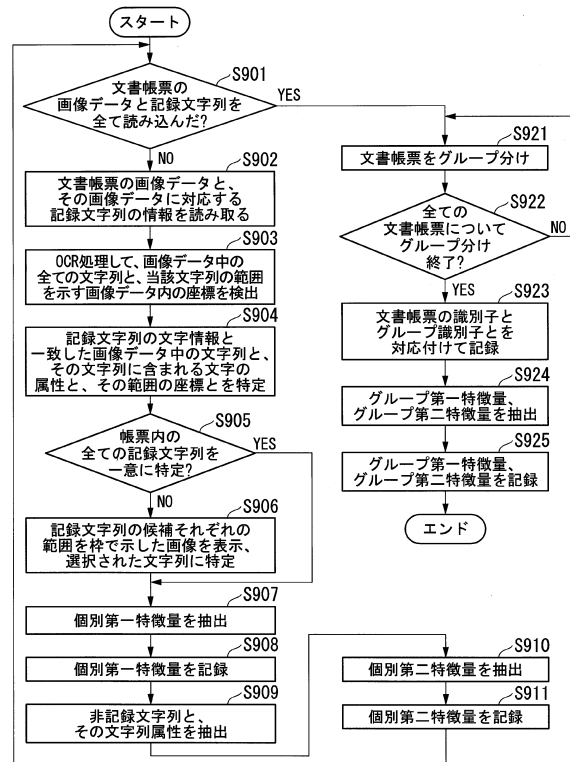 スタート
S901
文書帳票の
画像データと記録文字列を
全て読み込んだ?
YES
NO
S902
文書帳票の画像データと、
その画像データに対応する
記録文字列の情報を読み取る
S903
OCR処理して、画像データ中の
全ての文字列と、当該文字列の範囲
を示す画像データ内の座標を検出
S904
記録文字列の文字情報と
一致した画像データ中の文字列と、
その文字列に含まれる文字の
属性と、その範囲の座標とを特定
S905
帳票内の
全ての記録文字列を
一意に特定?
YES
NO
S906
記録文字列の候補それぞれの
範囲を枠で示した画像を表示、
選択された文字列に特定
S907
個別第一特徴量を抽出
S908
個別第一特徴量を記録
S909
非記録文字列と、
その文字列属性を抽出
S910
個別第二特徴量を抽出
S911
個別第二特徴量を記録
S921
文書帳票をグループ分け
S922
全ての
文書帳票について
グループ分け
終了?
NO
YES
S923
文書帳票の識別子と
グループ識別子とを
対応付けて記録
S924
グループ第一特徴量、
グループ第二特徴量を抽出
S925
グループ第一特徴量、
グループ第二特徴量を記録
エンド